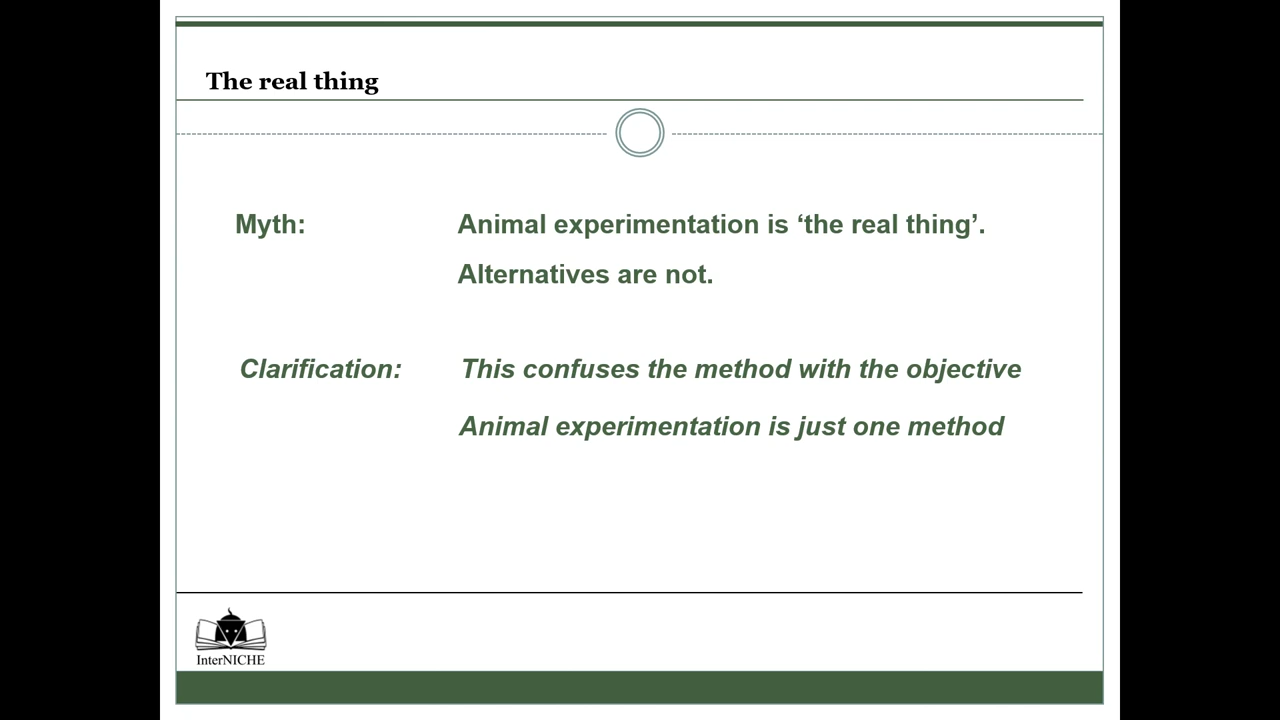 The real thing
Myth: Animal experimentation is ‘the real thing’.
Alternatives are not.
Clarification: This confuses the method with the objective
Animal experimentation is just one method
InterNICHE